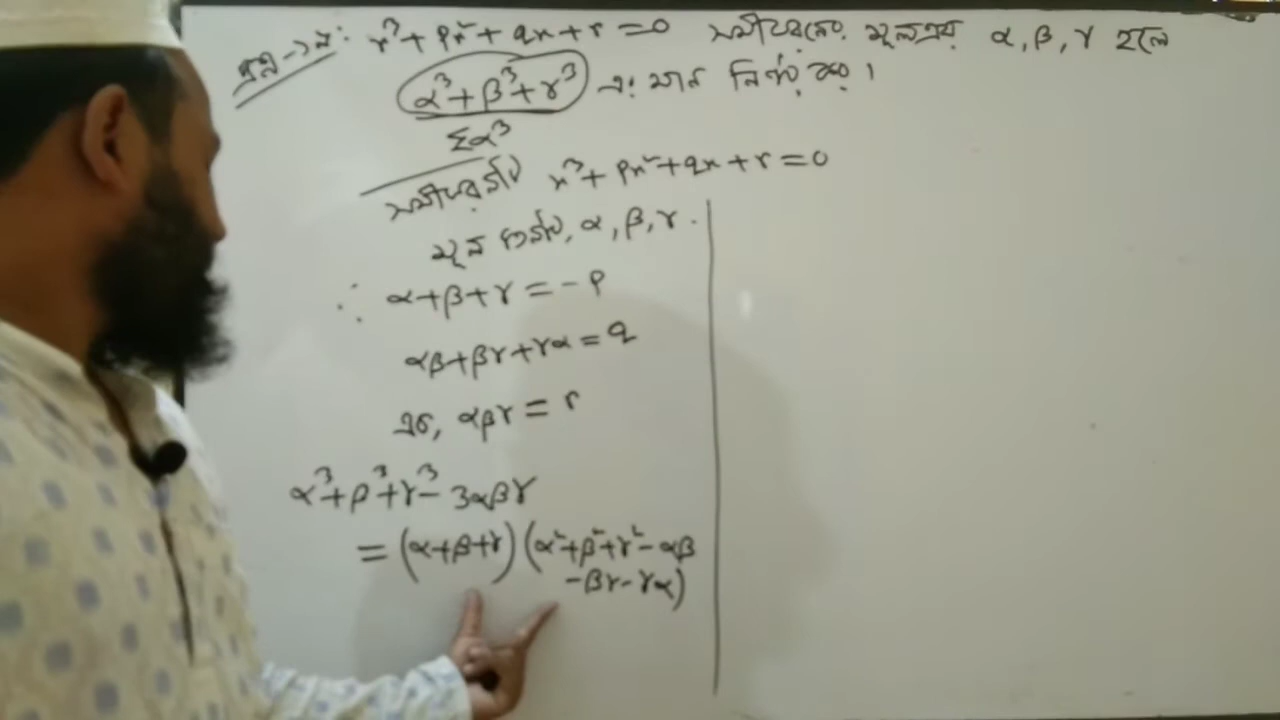 প্রশ্ন-১নং: x³ + px² + qx + r = 0 সমীকরণের মূলত্রয় α, β, γ হলে
α³ + β³ + γ³ এর মান নির্ণয় কর।
Σα³
সমীকরণটি x³ + px² + qx + r = 0
মূল তিনটি, α, β, γ.
∴ α + β + γ = - p
αβ + βγ + γα = q
এবং, αβγ = r
α³ + β³ + γ³ - 3αβγ
= (α + β + γ) (α² + β² + γ² - αβ
- βγ - γα)